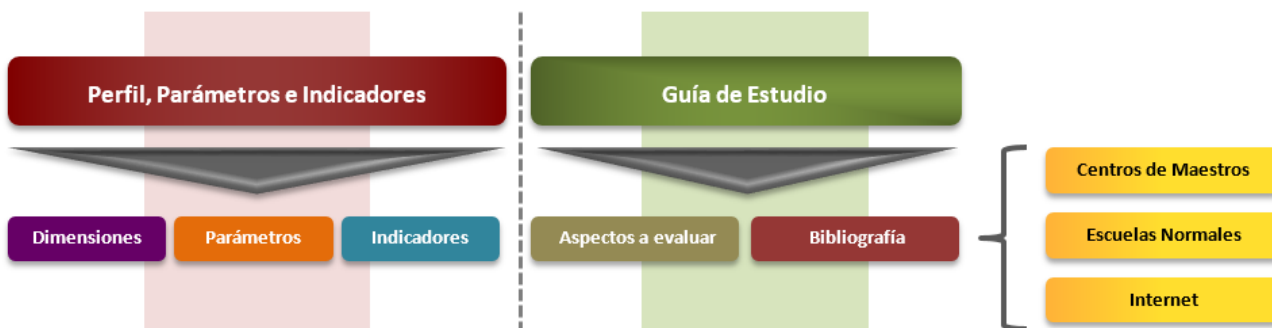 Perfil, Parámetros e Indicadores
Guía de Estudio
Dimensiones
Parámetros
Indicadores
Aspectos a evaluar
Bibliografía
Centros de Maestros
Escuelas Normales
Internet